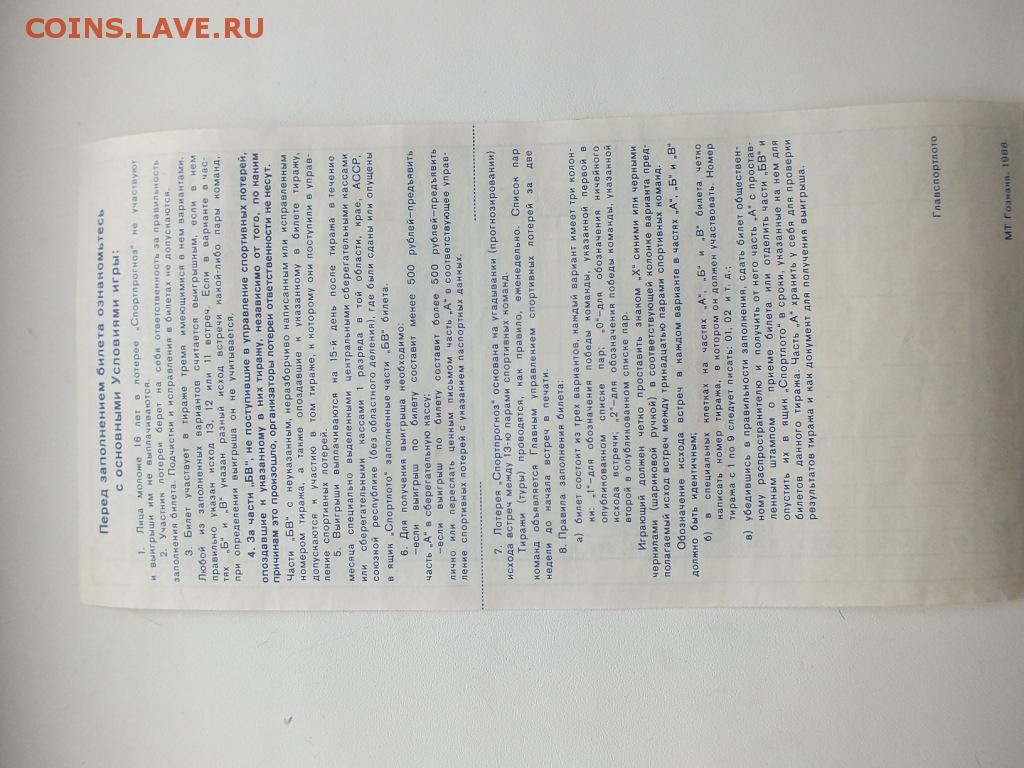 COINS.LAVE.RU
Перед заполнением билета ознакомьтесь
с основными Условиями игры:
1. Лица моложе 16 лет в лотерее „Спортпрогноз" не участвуют
и выигрыши им не выплачиваются.
2. Участник лотереи берет на себя ответственность за правильность
заполнения билета. Подчистки и исправления в билетах не допускаются.
3. Билет участвует в тираже тремя имеющимися в нем вариантами.
Любой из заполненных вариантов считается выигрышным, если в нем
правильно указан исход 13, 12 или 11 встреч. Если в варианте в час-
тях „Б" и „В" указан разный исход встречи какой-либо пары команд,
при определении выигрыша он не учитывается.
4. За части „БВ", не поступившие в управление спортивных лотерей,
опоздавшие к указанному в них тиражу, независимо от того, по каким
причинам это произошло, организаторы лотереи ответственности не несут.
Части „БВ" с неуказанным, неразборчиво написанным или исправленным
номером тиража, а также опоздавшие к указанному в билете тиражу,
допускаются к участию в том тираже, к которому они поступили в управ-
ление спортивных лотерей.
5. Выигрыши выплачиваются на 15-й день после тиража в течение
месяца специально выделенными центральными сберегательными кассами
или сберегательными кассами 1 разряда в той области, крае, АССР,
союзной республике (без областного деления), где были сданы или опущены
в ящик „Спортлото" заполненные части „БВ" билета.
6. Для получения выигрыша необходимо:
—если выигрыш по билету составит менее 500 рублей—предъявить
часть „А" в сберегательную кассу;
—если выигрыш по билету составит более 500 рублей—предъявить
лично или переслать ценным письмом часть „А" в соответствующее управ-
ление спортивных лотерей с указанием паспортных данных.
7. Лотерея „Спортпрогноз" основана на угадывании (прогнозировании)
исхода встреч между 13-ю парами спортивных команд.
Тиражи (туры) проводятся, как правило, еженедельно. Список пар
команд объявляется Главным управлением спортивных лотерей за две
недели до начала встреч в печати.
8. Правила заполнения билета:
а) билет состоит из трех вариантов, каждый вариант имеет три колон-
ки: „1"—для обозначения победы команды, указанной первой в
опубликованном списке пар; „0"—для обозначения ничейного
исхода встречи; „2"—для обозначения победы команды, указанной
второй в опубликованном списке пар.
Играющий должен четко проставить знаком „Х" синими или черными
чернилами (шариковой ручкой) в соответствующей колонке варианта пред-
полагаемый исход встреч между тринадцатью парами спортивных команд.
Обозначение исхода встреч в каждом варианте в частях „А", „Б" и „В"
должно быть идентичным;
б) в специальных клетках на частях „А", „Б" и „В" билета четко
написать номер тиража, в котором он должен участвовать. Номер
тиража с 1 по 9 следует писать: 01, 02 и т. д.;
в) убедившись в правильности заполнения, сдать билет обществен-
ному распространителю и получить от него часть „А" с простав-
ленным штампом о приеме билета или отделить части „БВ" и
опустить их в ящик „Спортлото" в сроки, указанные на нем для
билетов данного тиража. Часть „А" хранить у себя для проверки
результатов тиража и как документ для получения выигрыша.
Главспортлото
МТ Гознака. 1988.